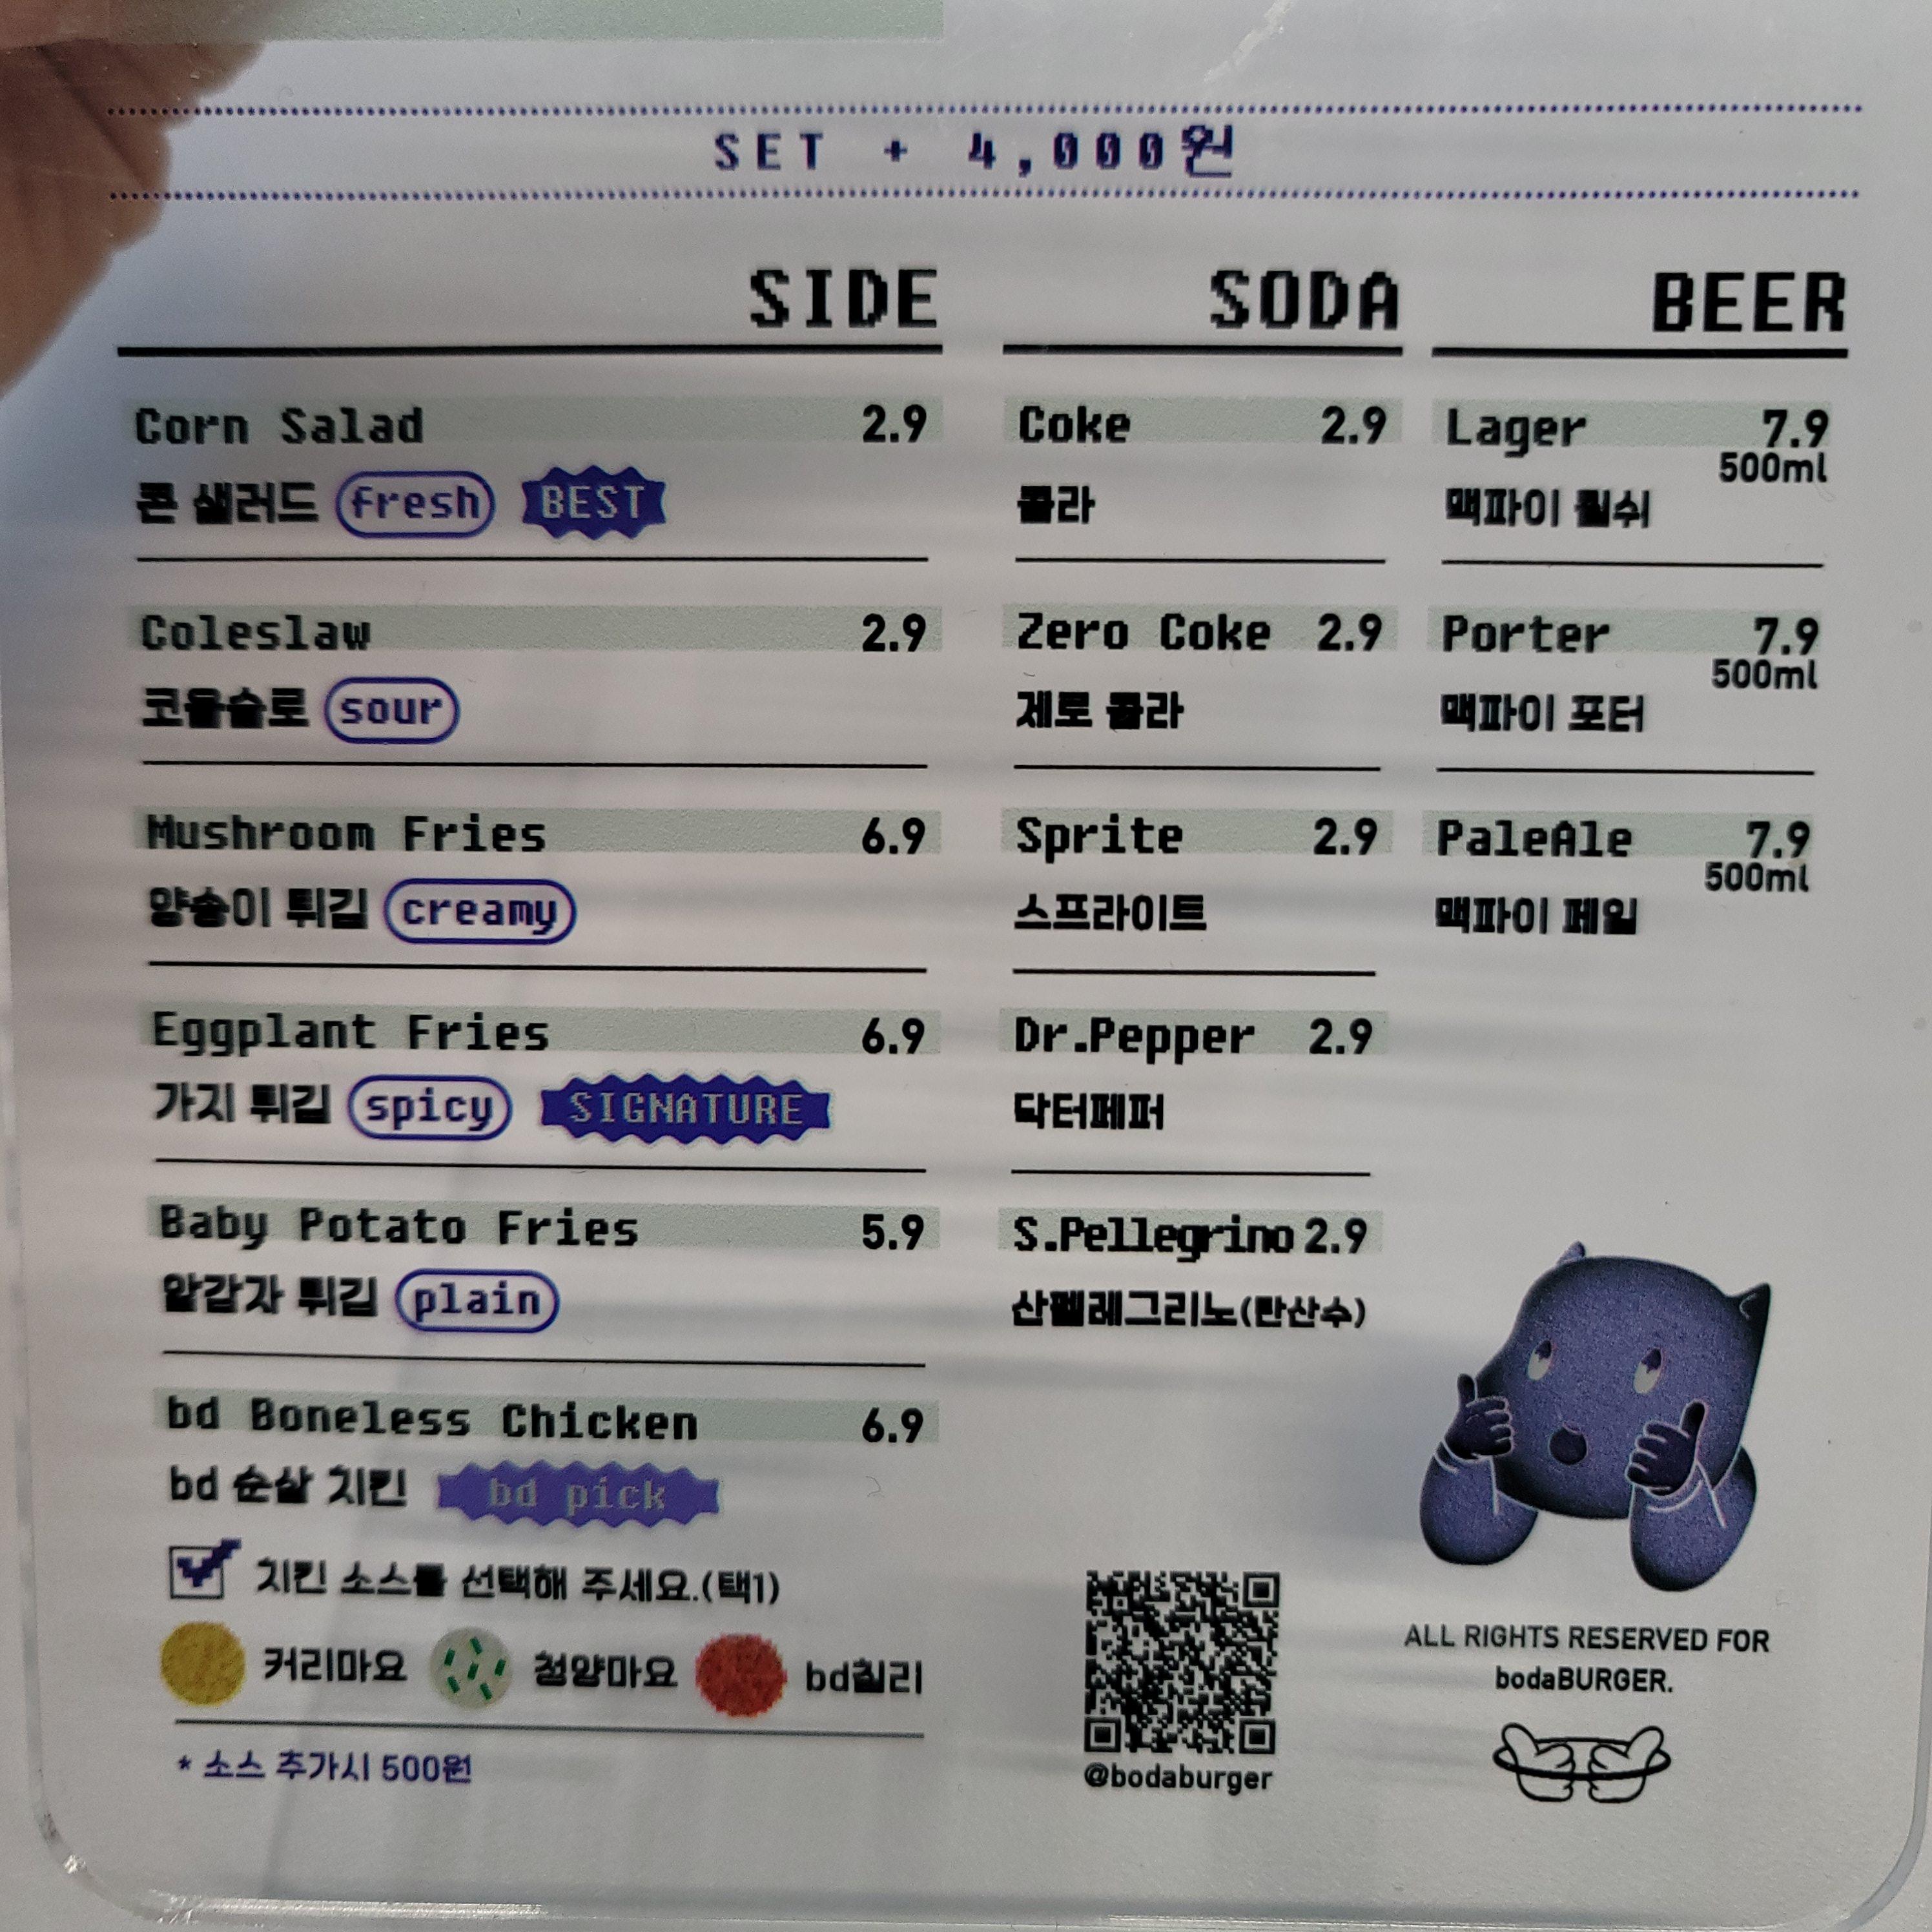 SET + 4,000원
SIDE
Corn Salad 2.9
콘 샐러드 fresh BEST
Coleslaw 2.9
코울슬로 sour
Mushroom Fries 6.9
양송이 튀김 creamy
Eggplant Fries 6.9
가지 튀김 spicy SIGNATURE
Baby Potato Fries 5.9
알감자 튀김 plain
bd Boneless Chicken 6.9
bd 순살 치킨 bd pick
치킨 소스를 선택해 주세요.(택1)
커리마요 청양마요 bd칠리
* 소스 추가시 500원
SODA
Coke 2.9
콜라
Zero Coke 2.9
제로 콜라
Sprite 2.9
스프라이트
Dr.Pepper 2.9
닥터페퍼
S.Pellegrino 2.9
산펠레그리노(탄산수)
BEER
Lager 7.9
500ml
맥파이 퀼쉬
Porter 7.9
500ml
맥파이 포터
PaleAle 7.9
500ml
맥파이 페일
@bodaburger
ALL RIGHTS RESERVED FOR
bodaBURGER.